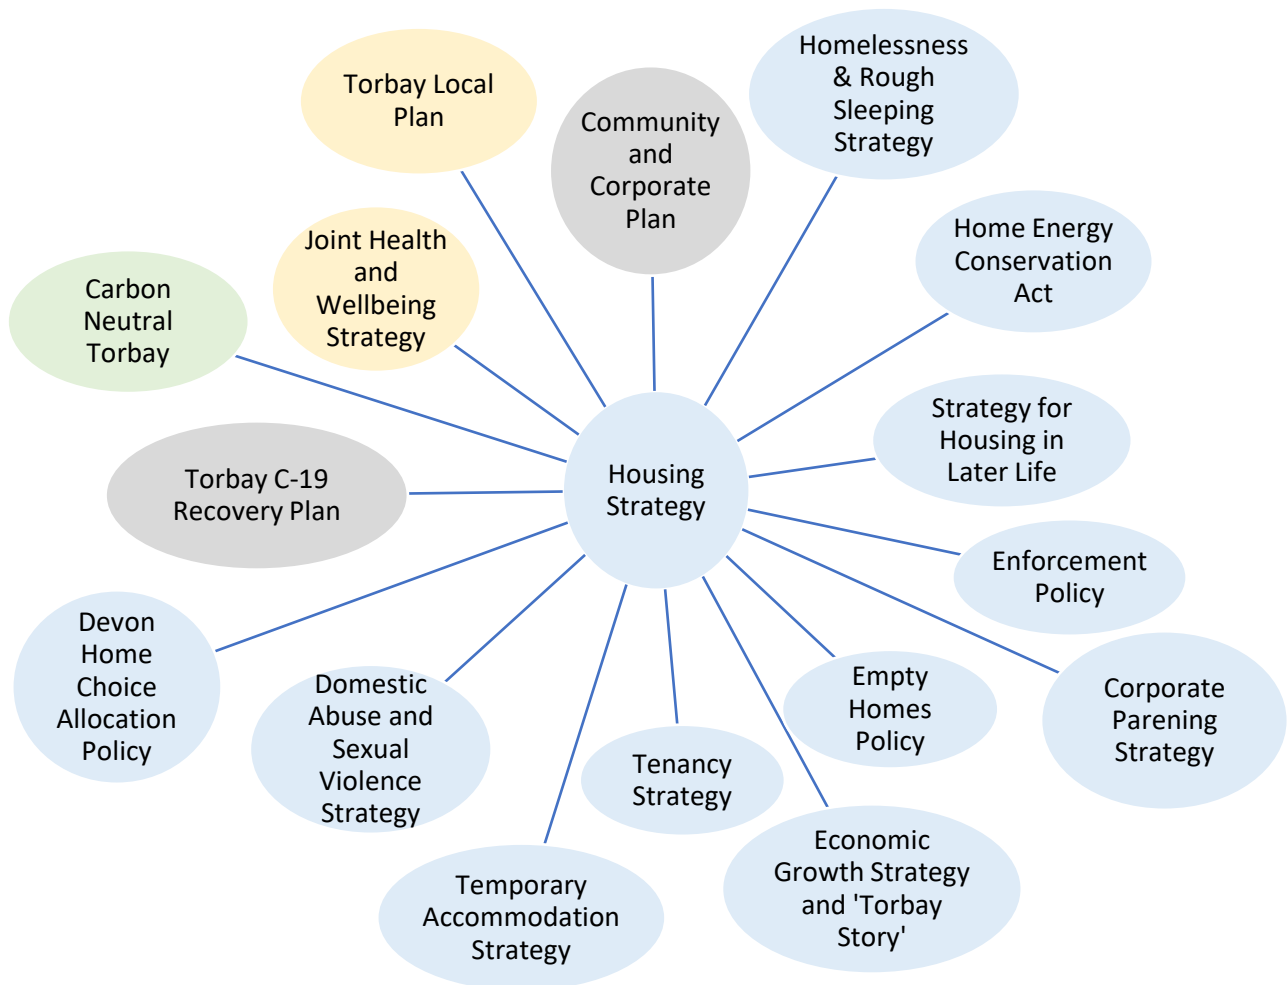 Homelessness
& Rough
Sleeping
Strategy
Torbay Local
Plan
Community
and
Corporate
Plan
Home Energy
Conservation
Act
Joint Health
and
Wellbeing
Strategy
Carbon
Neutral
Torbay
Strategy for
Housing in
Later Life
Torbay C-19
Recovery Plan
Housing
Strategy
Enforcement
Policy
Devon
Home
Choice
Allocation
Policy
Domestic
Abuse and
Sexual
Violence
Strategy
Empty
Homes
Policy
Corporate
Parening
Strategy
Tenancy
Strategy
Economic
Growth Strategy
and 'Torbay
Story'
Temporary
Accommodation
Strategy